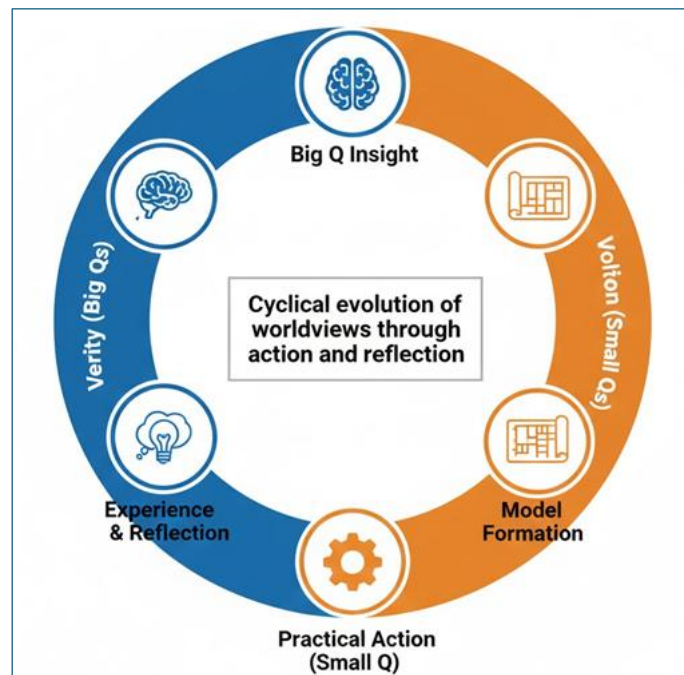 Big Q Insight
Verity (Big Qs)
Volton (Small Qs)
Cyclical evolution of
worldviews through
action and reflection
Experience
& Reflection
Model
Formation
Practical Action
(Small Q)